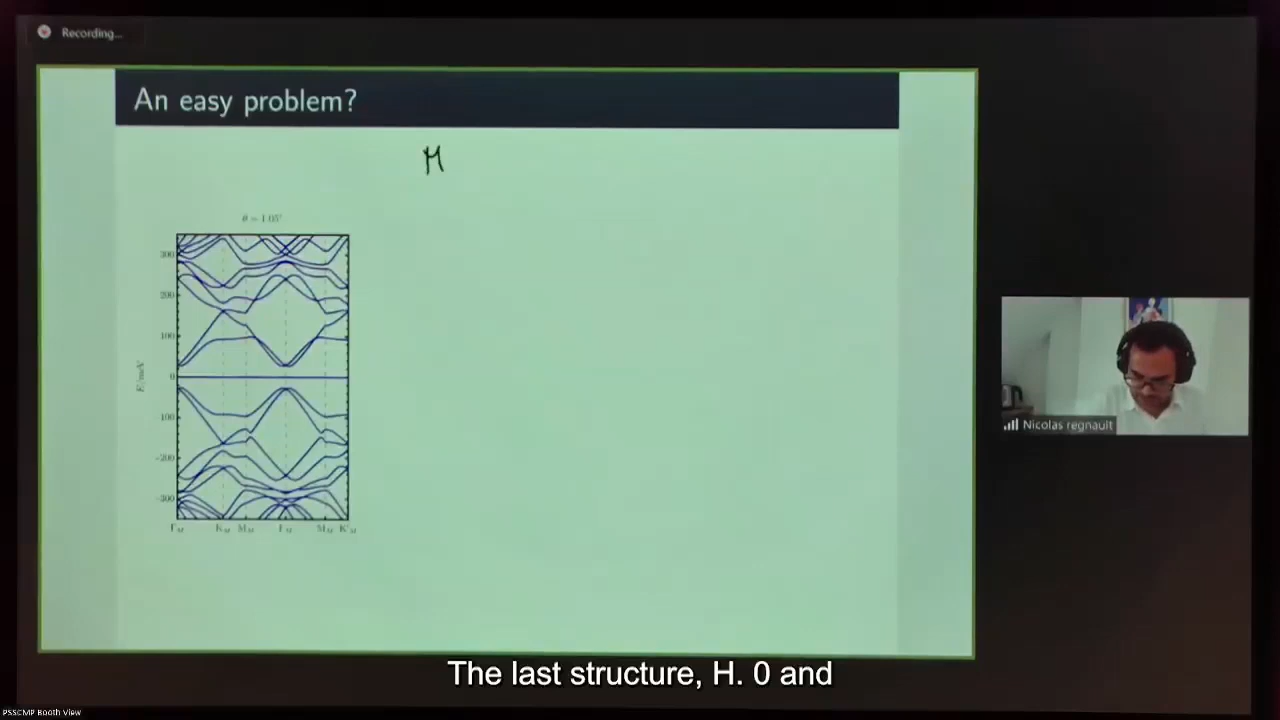 Recording...
An easy problem?
H
θ = 1.05°
300
200
100
0
100
-200
-300
E/meV
Γ_M K_M M_M Γ_M M_M K'_M
Nicolas regnault
The last structure, H. 0 and
PSSCMP Booth View